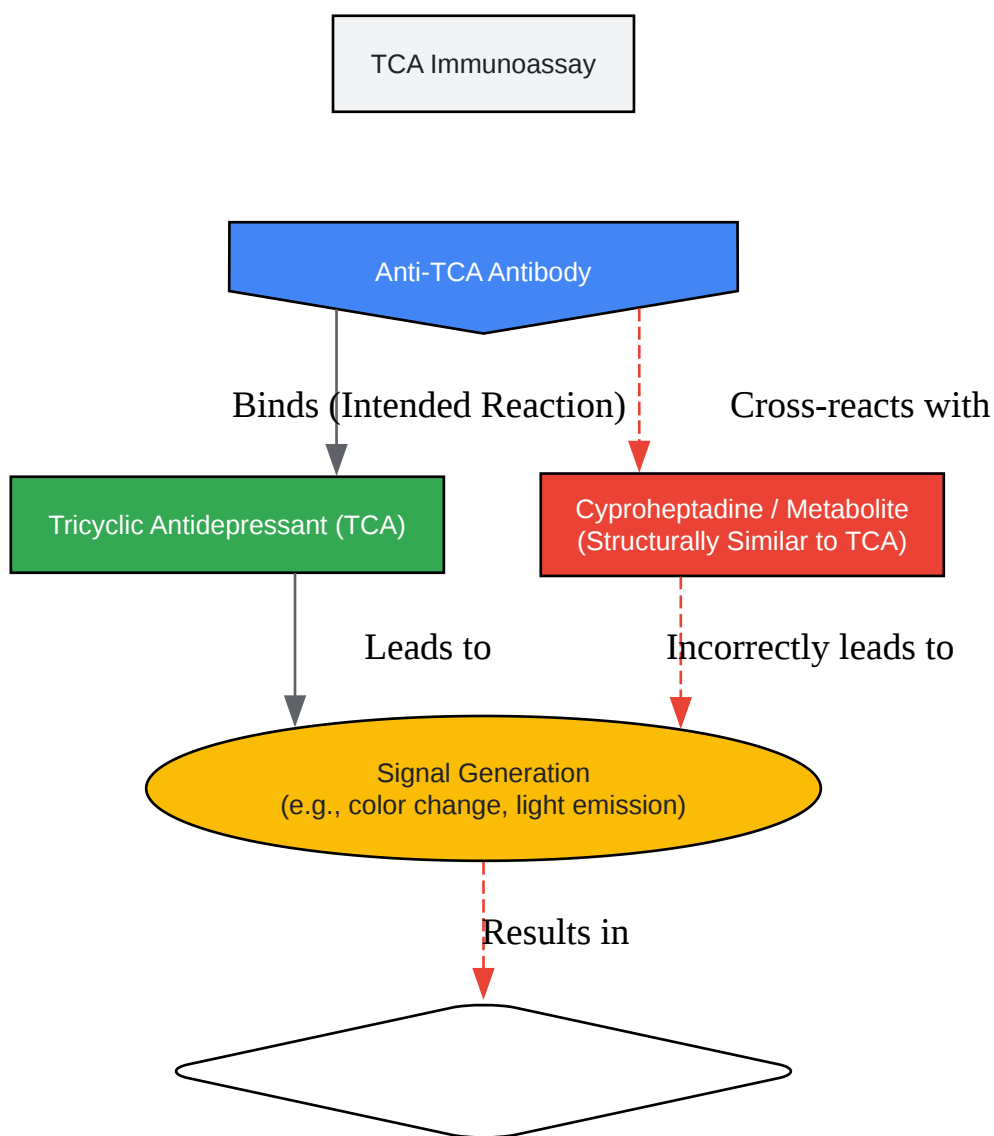 TCA Immunoassay
Anti-TCA Antibody
Binds (Intended Reaction)
Cross-reacts with
Tricyclic Antidepressant (TCA)
Cyproheptadine / Metabolite
(Structurally Similar to TCA)
Leads to
Incorrectly leads to
Signal Generation
(e.g., color change, light emission)
Results in